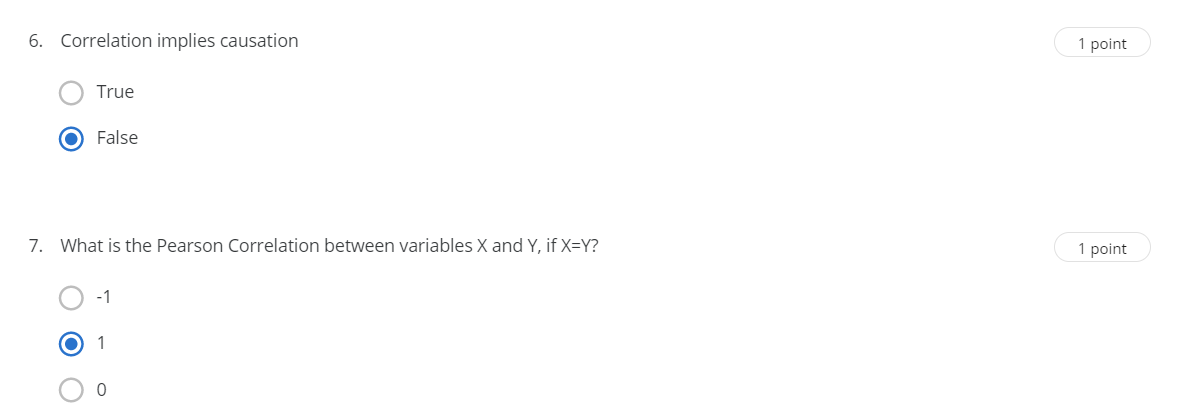 6. Correlation implies causation
1 point
True
False
7. What is the Pearson Correlation between variables X and Y, if X=Y?
1 point
-1
1
0